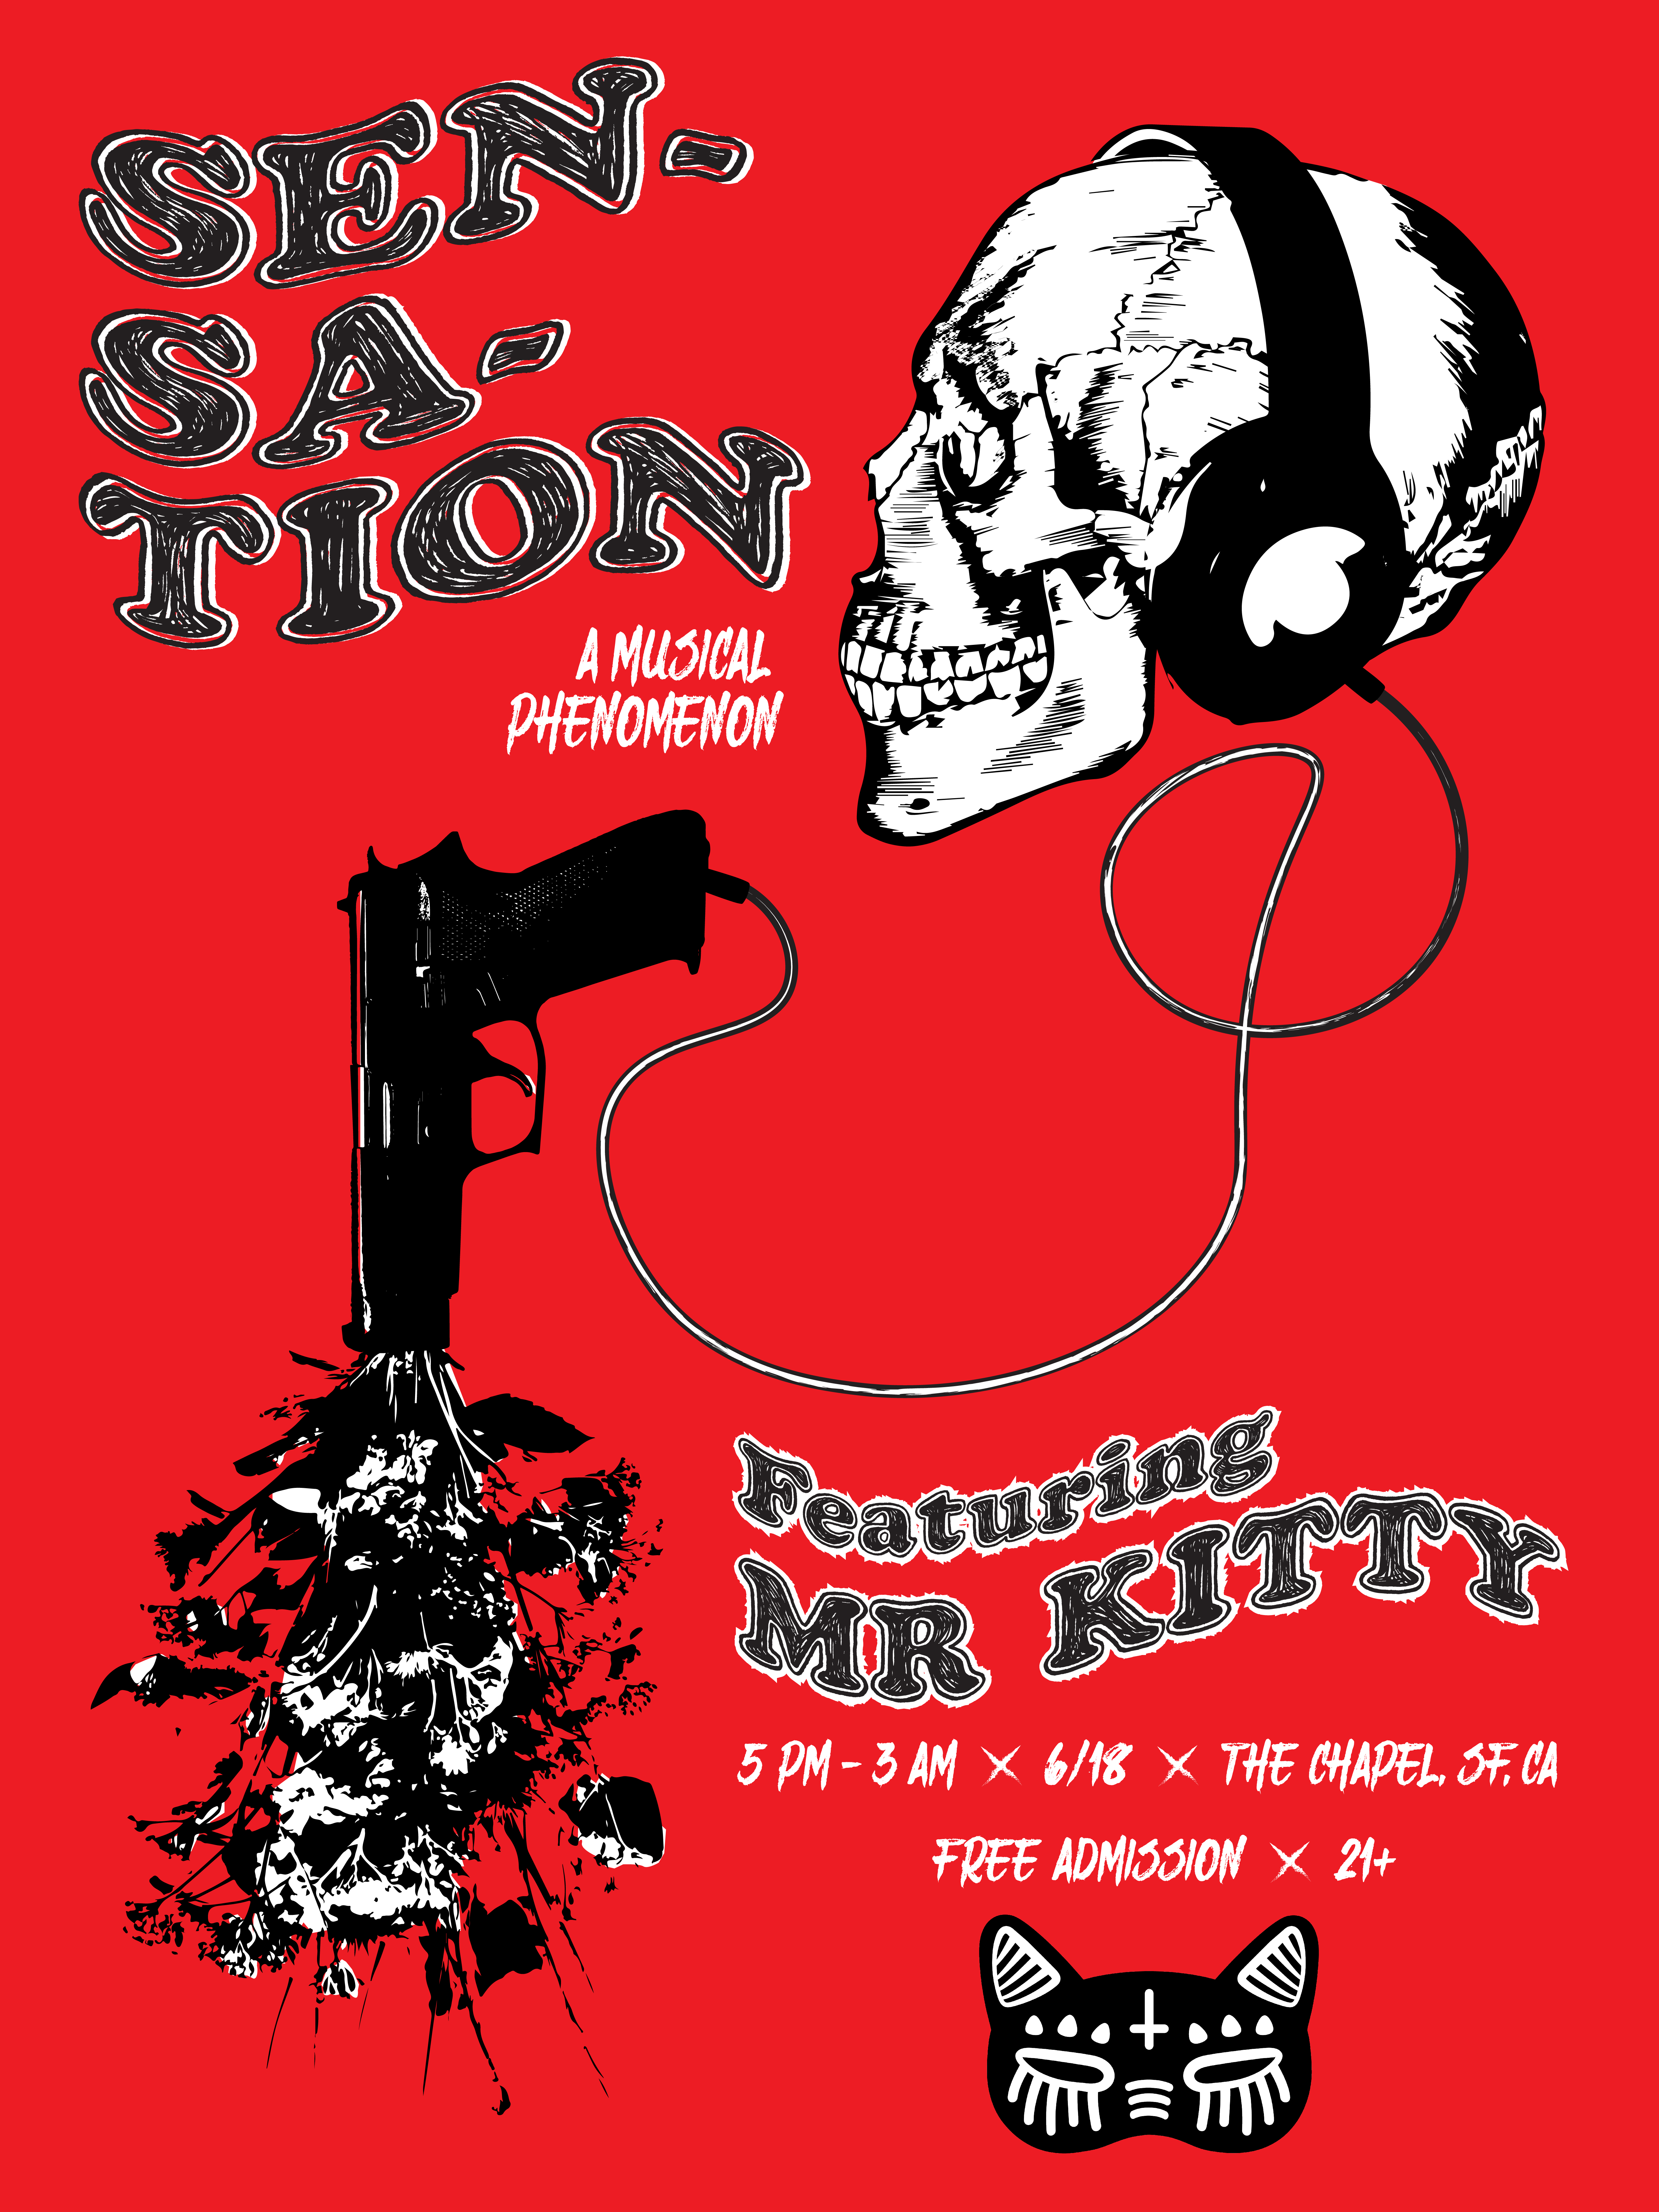 SEN-
SA-
TION
A MUSICAL
PHENOMENON
Featuring
MR KITTY
5 PM - 3 AM X 6/18 X THE CHAPEL, SF, CA
FREE ADMISSION X 21+